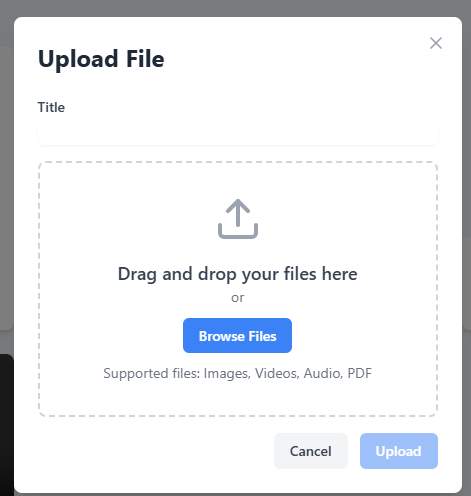 Upload File
Title
Drag and drop your files here
or
Browse Files
Supported files: Images, Videos, Audio, PDF
Cancel
Upload